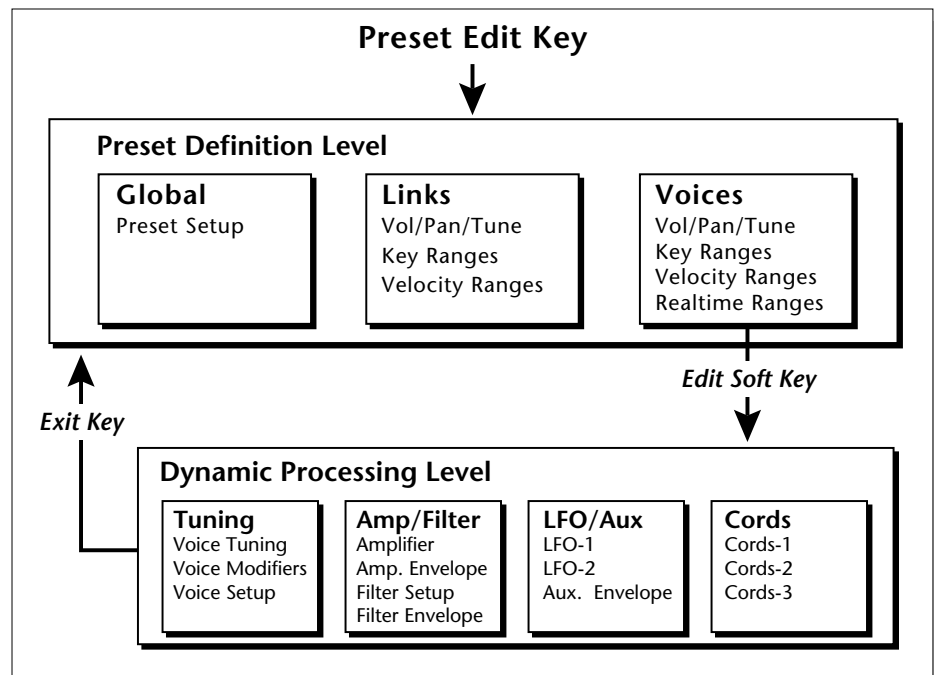 Preset Edit Key
Preset Definition Level
Global
Preset Setup
Links
Vol/Pan/Tune
Key Ranges
Velocity Ranges
Voices
Vol/Pan/Tune
Key Ranges
Velocity Ranges
Realtime Ranges
Edit Soft Key
Exit Key
Dynamic Processing Level
Tuning
Voice Tuning
Voice Modifiers
Voice Setup
Amp/Filter
Amplifier
Amp. Envelope
Filter Setup
Filter Envelope
LFO/Aux
LFO-1
LFO-2
Aux. Envelope
Cords
Cords-1
Cords-2
Cords-3